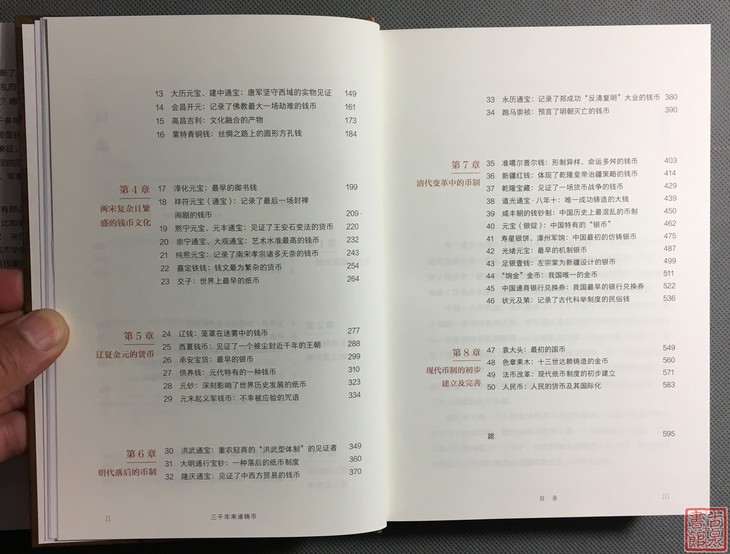 13 大历元宝、建中通宝:唐军坚守西域的实物见证 149
14 会昌开元:记录了佛教最大一场劫难的钱币 161
15 高昌吉利:文化融合的产物 173
16 粟特青铜钱:丝绸之路上的圆形方孔钱 184
第4章
两宋复杂且繁
盛的钱币文化
17 淳化元宝:最早的御书钱 199
18 祥符元宝(通宝):记录了最后一场封禅
闹剧的钱币 209
19 熙宁元宝、元丰通宝:见证了王安石变法的货币 220
20 崇宁通宝、大观通宝:艺术水准最高的钱币 232
21 纯熙元宝:记录了南宋孝宗诸多无奈的钱币 243
22 嘉定铁钱:钱文最为繁杂的货币 254
23 交子:世界上最早的纸币 264
第5章
辽夏金元的货币
24 辽钱:笼罩在迷雾中的钱币 277
25 西夏钱币:见证了一个被尘封近千年的王朝 288
26 承安宝货:最早的银币 299
27 供养钱:元代特有的一种钱币 310
28 元钞:深刻影响了世界历史发展的纸币 323
29 元末起义军钱币:不幸被应验的咒语 334
第6章
明代落后的币制
30 洪武通宝:重农轻商的“洪武型体制”的见证者 349
31 大明通行宝钞:一种落后的纸币制度 360
32 隆庆通宝:见证了中西方贸易的钱币 370
II 三千年来谁铸币
33 永历通宝:记录了郑成功“反清复明”大业的钱币 380
34 跑马崇祯:预言了明朝灭亡的钱币 390
第7章
清代变革中的币制
35 准噶尔普尔钱:形制异样、命运多舛的钱币 403
36 新疆红钱:体现了乾隆皇帝治疆策略的钱币 414
37 乾隆宝藏:见证了一场货币战争的钱币 429
38 道光通宝·八年十:唯一成功铸造的大钱 439
39 咸丰朝的钱钞制:中国历史上最混乱的币制 450
40 元宝(银锭):中国特有的“银币” 462
41 寿星银饼、漳州军饷:中国最初的仿铸银币 475
42 光绪元宝:最早的机制银币 487
43 足银壹钱:左宗棠为新疆设计的银币 499
44 “饷金”金币:我国唯一的金币 511
45 中国通商银行兑换券:我国最早的银行兑换券 522
46 状元及第:记录了古代科举制度的民俗钱 536
第8章
现代币制的初步
建立及完善
47 袁大头:最初的国币 549
48 色章果木:十三世达赖铸造的金币 560
49 法币改革:现代纸币制度的初步建立 571
50 人民币:人民的货币及其国际化 583
跋 595
目 录 III